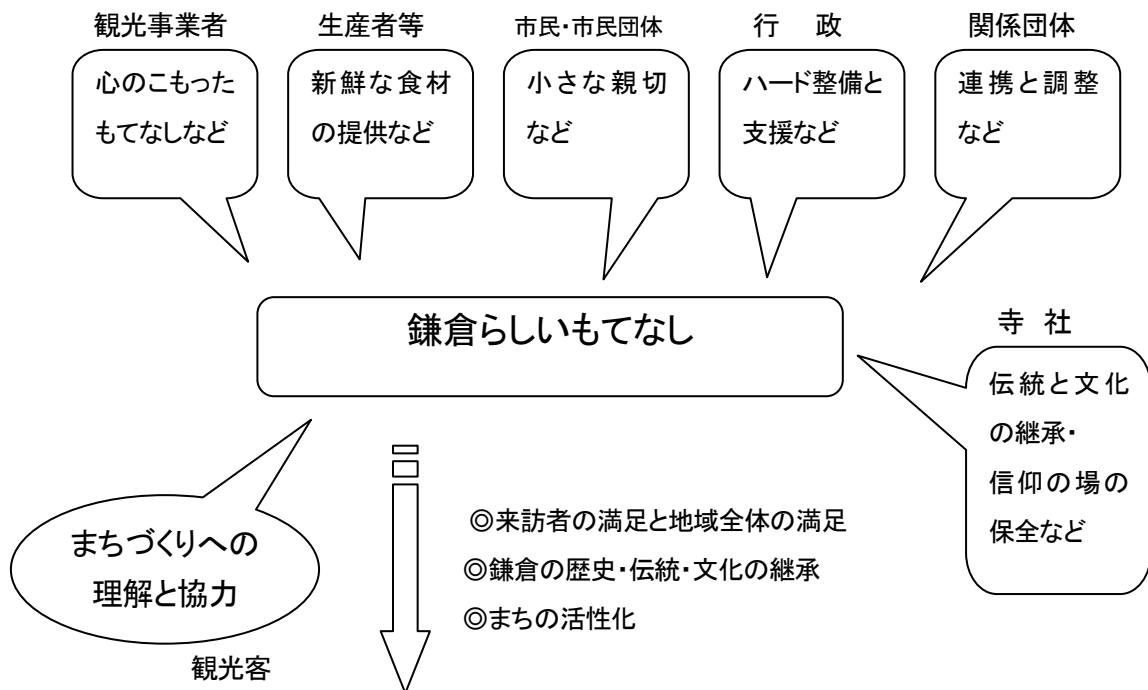 観光事業者
心のこもった
もてなしなど
生産者等
新鮮な食材
の提供など
市民・市民団体
小さな親切
など
行 政
ハード整備と
支援など
関係団体
連携と調整
など
鎌倉らしいもてなし
寺 社
伝統と文化
の継承・
信仰の場の
保全など
まちづくりへの
理解と協力
観光客
◎来訪者の満足と地域全体の満足
◎鎌倉の歴史・伝統・文化の継承
◎まちの活性化